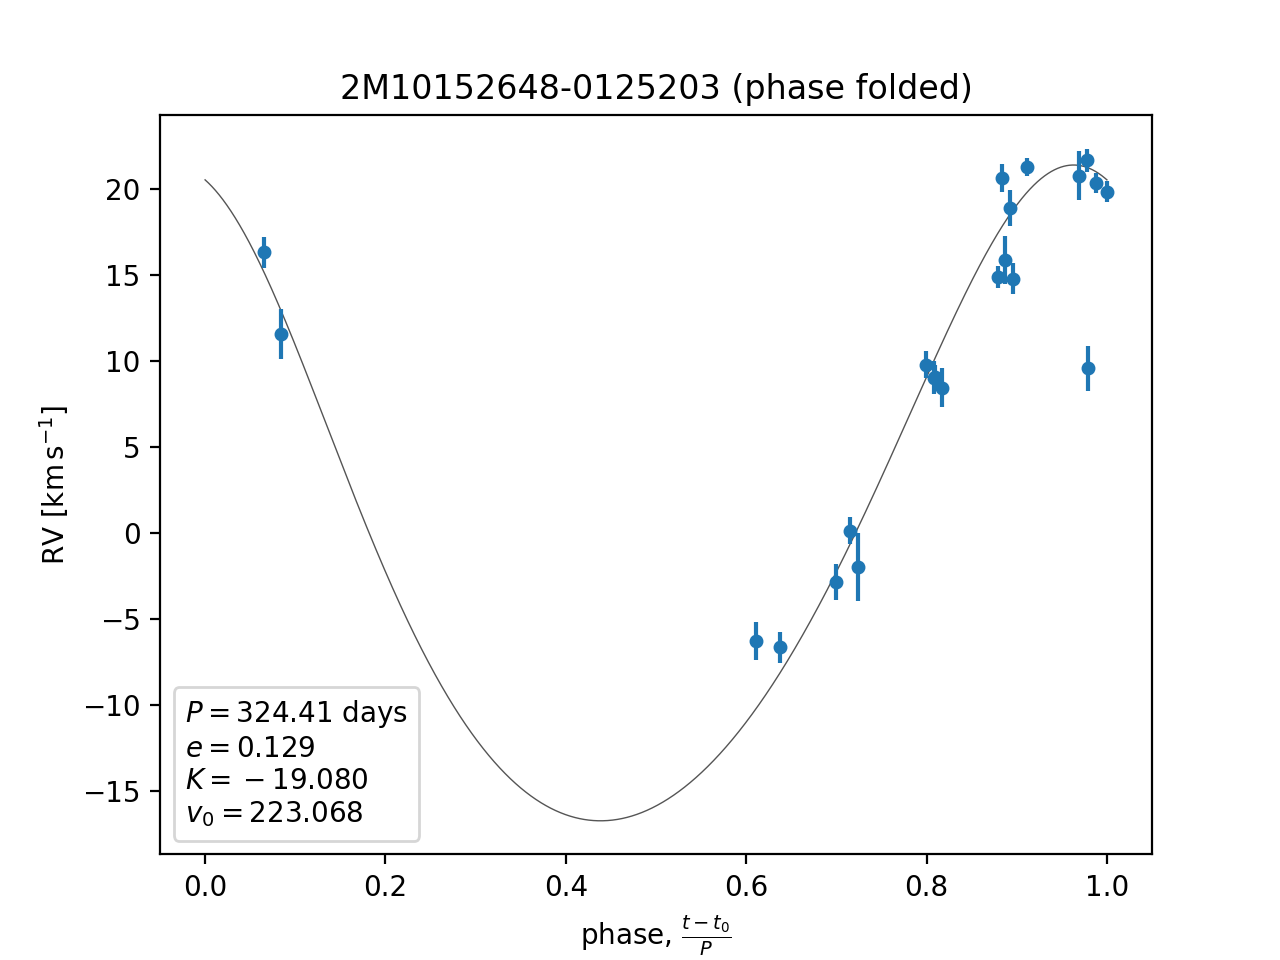 2M10152648-0125203 (phase folded)
RV [km s⁻¹]
20
15
10
5
0
−5
−10
−15
P = 324.41 days
e = 0.129
K = −19.080
v₀ = 223.068
0.0 0.2 0.4 0.6 0.8 1.0
phase, (t − t₀)/P